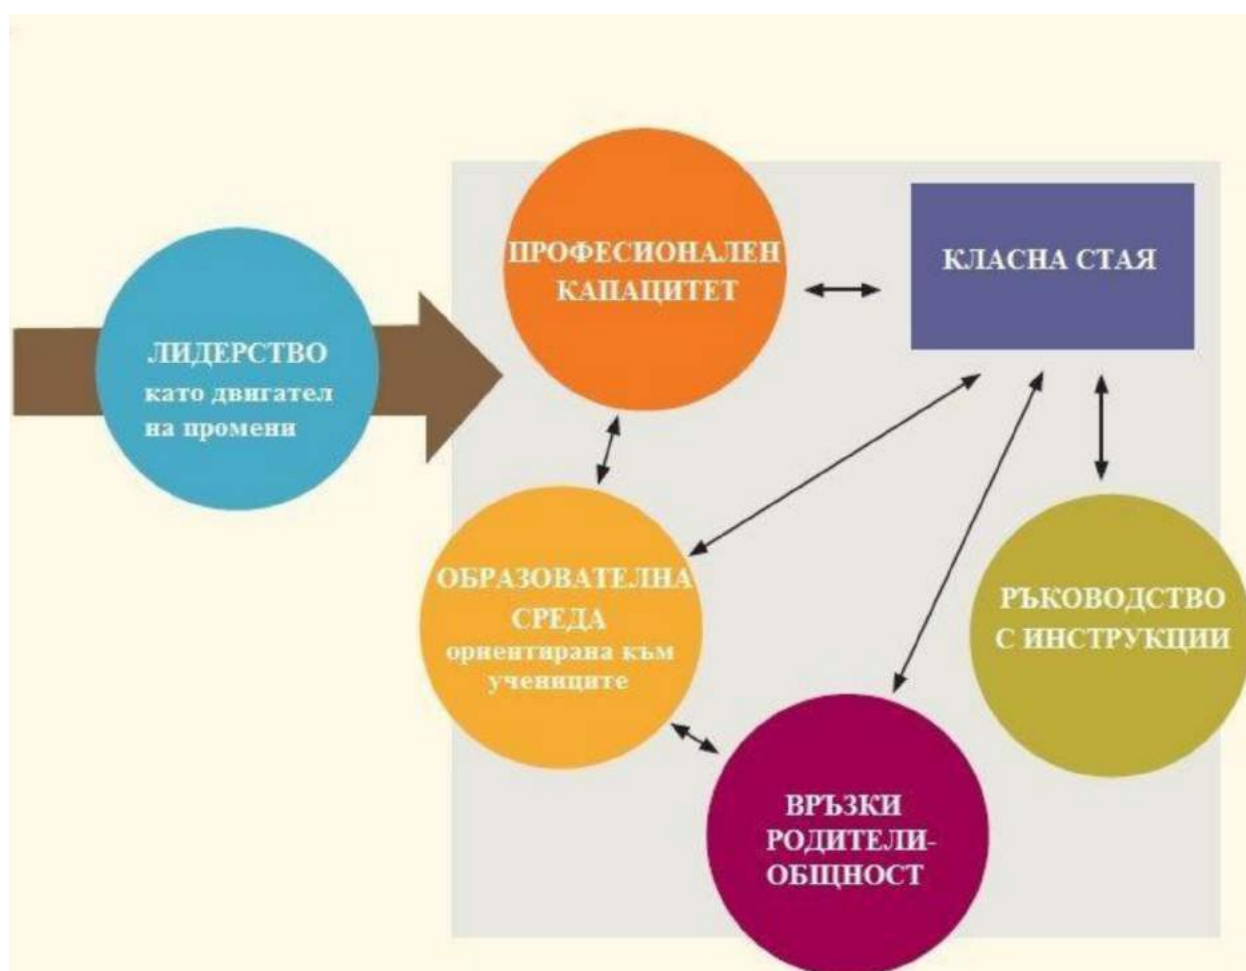 ПРОФЕСИОНАЛЕН
КАПАЦИТЕТ
КЛАСНА СТАЯ
ЛИДЕРСТВО
като двигател
на промени
ОБРАЗОВАТЕЛНА
СРЕДА
ориентирана към
учениците
РЪКОВОДСТВО
С ИНСТРУКЦИИ
ВРЪЗКИ
РОДИТЕЛИ-
ОБЩНОСТ